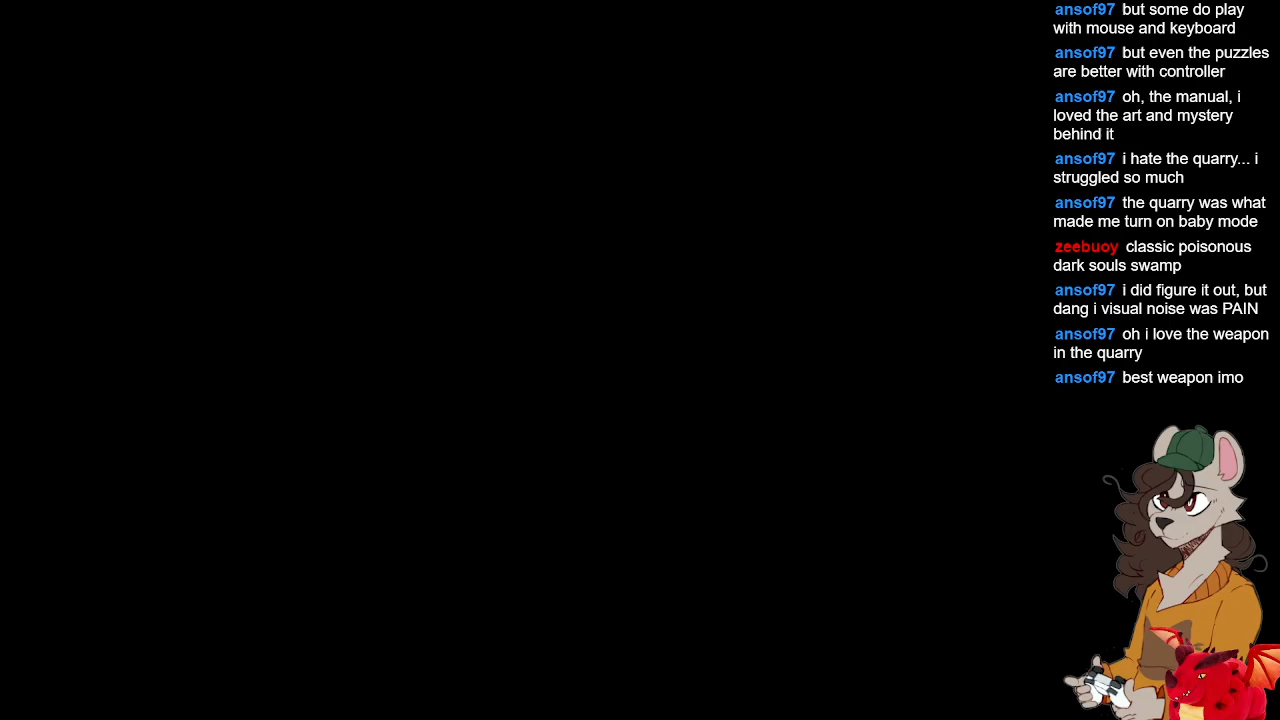 ansof97 but some do play
with mouse and keyboard
ansof97 but even the puzzles
are better with controller
ansof97 oh, the manual, i
loved the art and mystery
behind it
ansof97 i hate the quarry... i
struggled so much
ansof97 the quarry was what
made me turn on baby mode
zeebuoy classic poisonous
dark souls swamp
ansof97 i did figure it out, but
dang i visual noise was PAIN
ansof97 oh i love the weapon
in the quarry
ansof97 best weapon imo